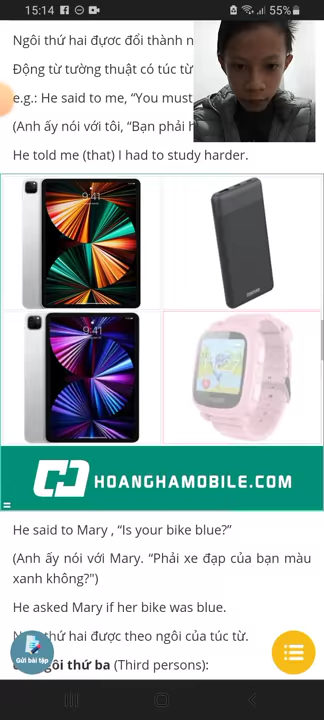 15:14
55%
Ngôi thứ hai đựơc đổi thành
Động từ tường thuật có túc từ
e.g.: He said to me, “You must
(Anh ấy nói với tôi, “Bạn phải
He told me (that) I had to study harder.
9:41
9:41
HOANGHAMOBILE.COM
He said to Mary , “Is your bike blue?”
(Anh ấy nói với Mary. “Phải xe đạp của bạn màu
xanh không?")
He asked Mary if her bike was blue.
thứ hai được theo ngôi của túc từ.
Gửi bài tập
ngôi thứ ba (Third persons):